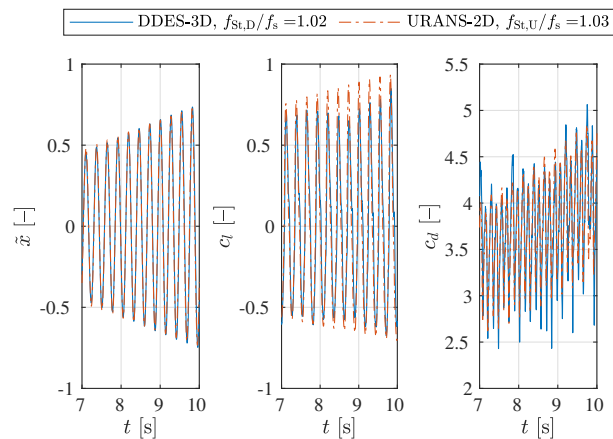 DDES-3D, f_St,D/f_s =1.02 URANS-2D, f_St,U/f_s =1.03
1 1 5.5
5
0.5 0.5 4.5
4
0 0 3.5
3
-0.5 -0.5 2.5
-1 -1 2
x̃ [−] c_l [−] c_d [−]
7 8 9 10 7 8 9 10 7 8 9 10
t [s] t [s] t [s]